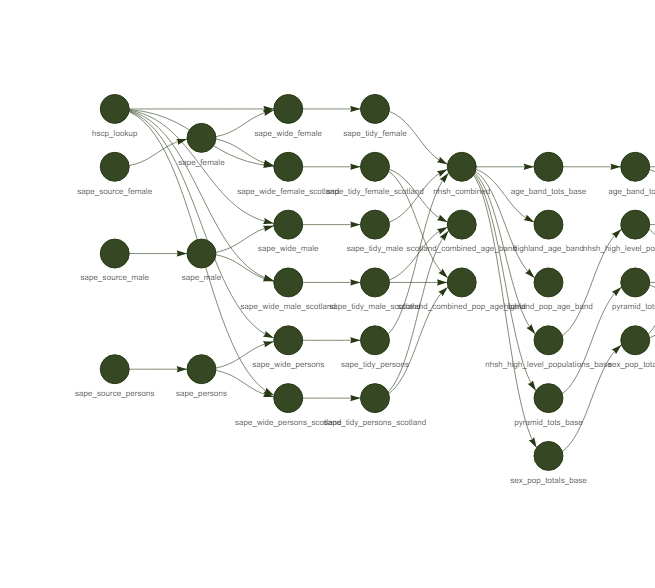 hscp_lookup
sape_wide_female
sape_tidy_female
sape_female
sape_source_female
sape_wide_female_scotland
sape_tidy_female_scotland
nhsh_combined
age_band_tots_base
age_band_to
sape_wide_male
sape_tidy_male
scotland_combined_age_band
highland_age_band
nhsh_high_level_po
sape_source_male
sape_male
sape_wide_male_scotland
sape_tidy_male_scotland
scotland_combined_pop_age_band
highland_pop_age_band
pyramid_tot
sape_wide_persons
sape_tidy_persons
nhsh_high_level_populations_base
sex_pop_tota
sape_source_persons
sape_persons
sape_wide_persons_scotland
sape_tidy_persons_scotland
pyramid_tots_base
sex_pop_totals_base